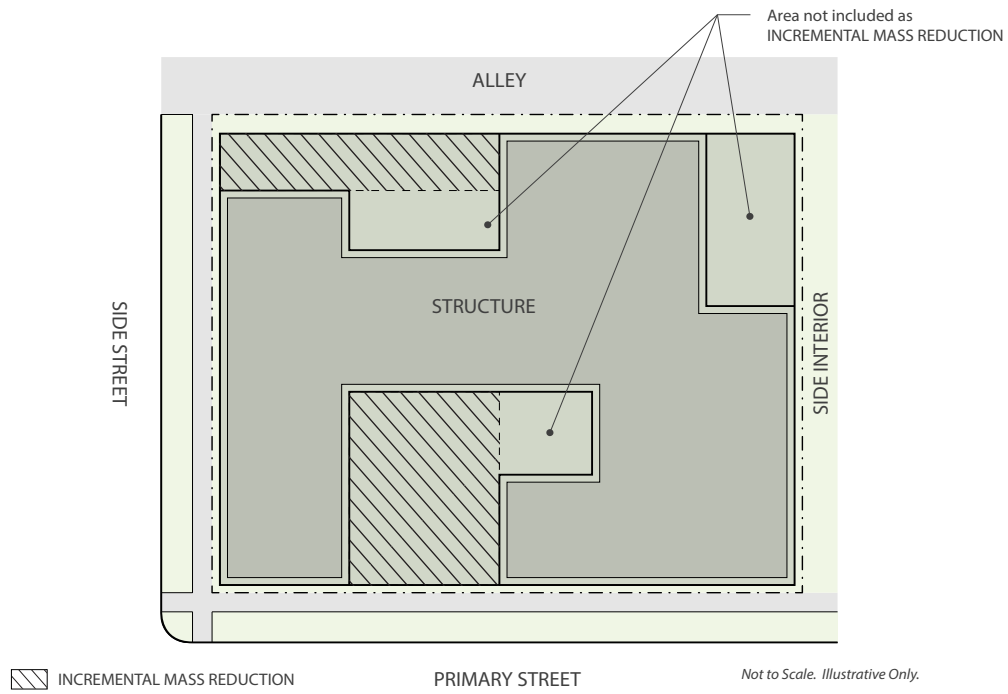 Area not included as
INCREMENTAL MASS REDUCTION
ALLEY
SIDE STREET
STRUCTURE
SIDE INTERIOR
INCREMENTAL MASS REDUCTION
PRIMARY STREET
Not to Scale. Illustrative Only.